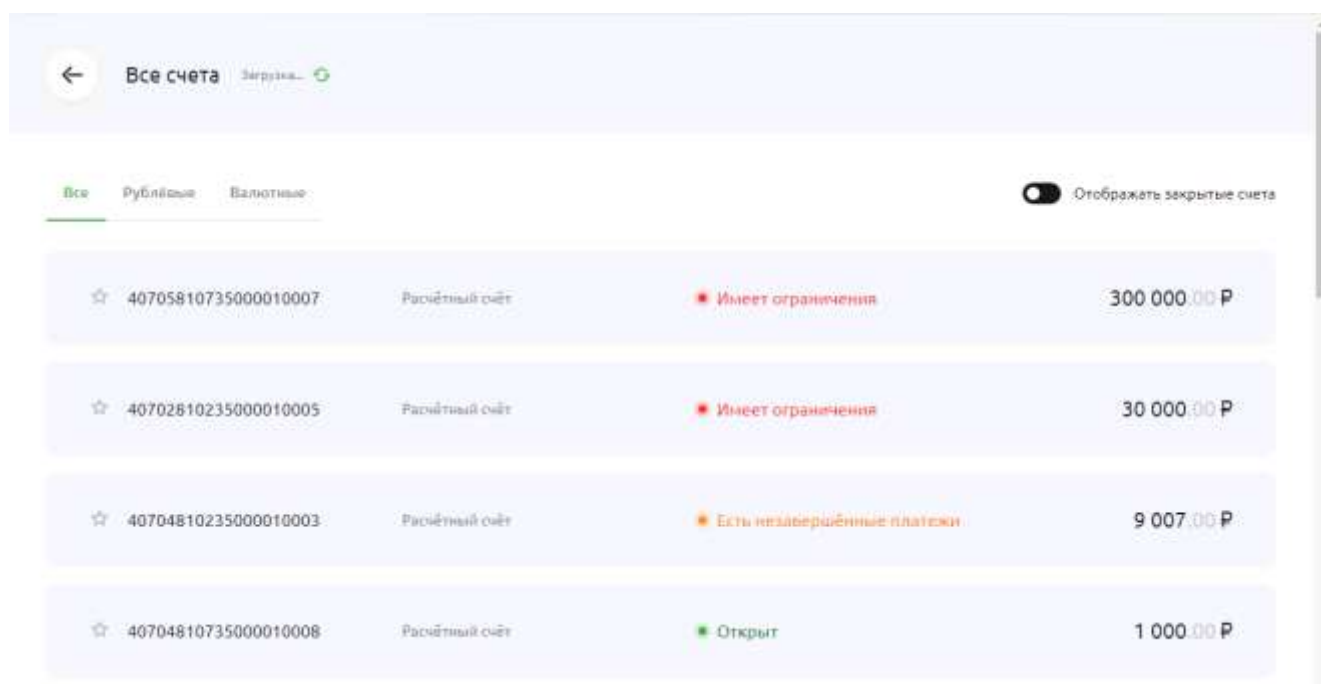 Все счета Загрузка...
Все Рублёвые Валютные Отображать закрытые счета
40705810735000010007 Расчётный счёт Имеет ограничения 300 000.00 ₽
40702810235000010005 Расчётный счёт Имеет ограничения 30 000.00 ₽
40704810235000010003 Расчётный счёт Есть незавершённые платежи 9 007.00 ₽
40704810735000010008 Расчётный счёт Открыт 1 000.00 ₽